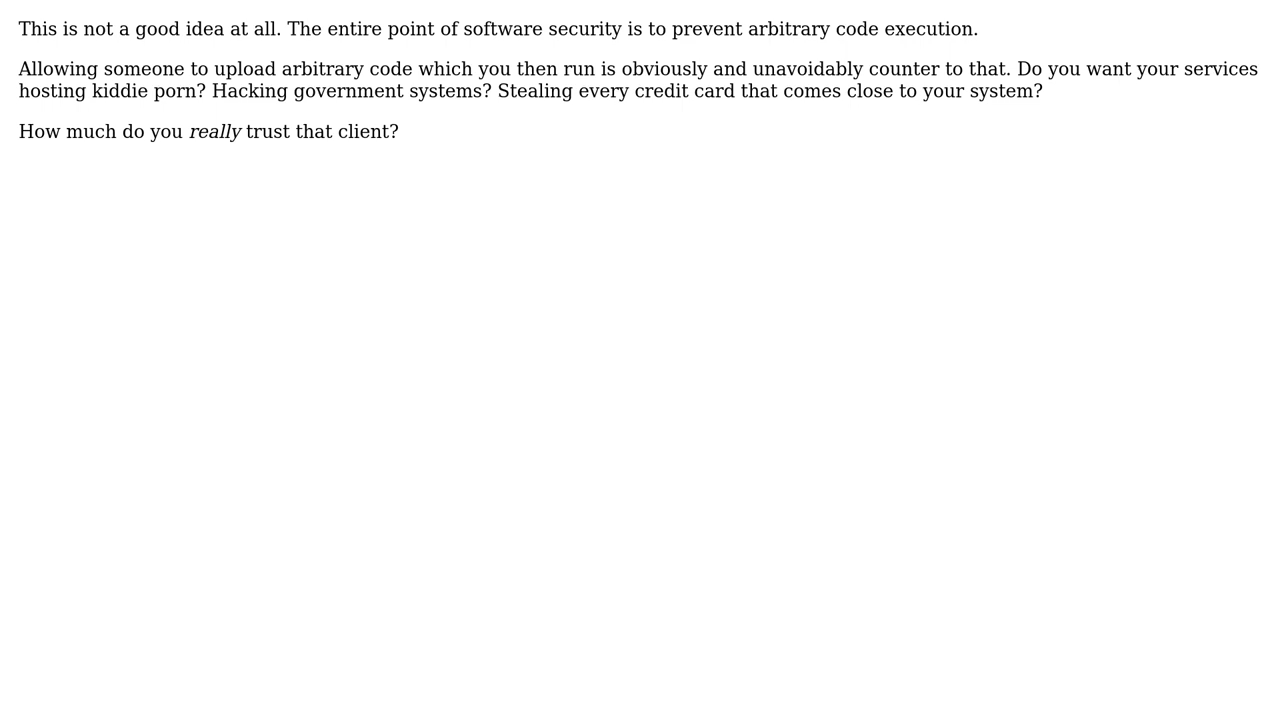 This is not a good idea at all. The entire point of software security is to prevent arbitrary code execution.
Allowing someone to upload arbitrary code which you then run is obviously and unavoidably counter to that. Do you want your services
hosting kiddie porn? Hacking government systems? Stealing every credit card that comes close to your system?
How much do you really trust that client?